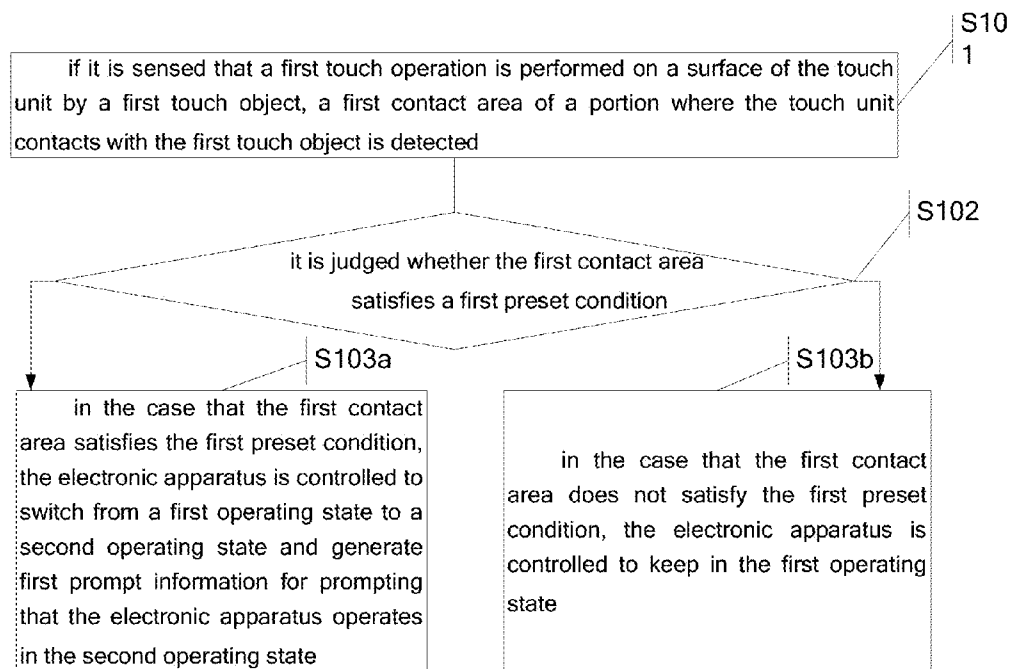 S10
1
if it is sensed that a first touch operation is performed on a surface of the touch
unit by a first touch object, a first contact area of a portion where the touch unit
contacts with the first touch object is detected
S102
it is judged whether the first contact area
satisfies a first preset condition
S103a
in the case that the first contact
area satisfies the first preset condition,
the electronic apparatus is controlled to
switch from a first operating state to a
second operating state and generate
first prompt information for prompting
that the electronic apparatus operates
in the second operating state
S103b
in the case that the first contact
area does not satisfy the first preset
condition, the electronic apparatus is
controlled to keep in the first operating
state